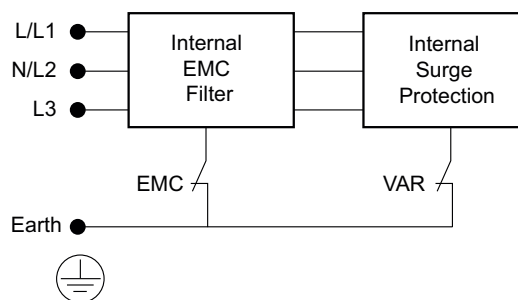 L/L1
N/L2
L3
Internal
EMC
Filter
Internal
Surge
Protection
EMC
VAR
Earth